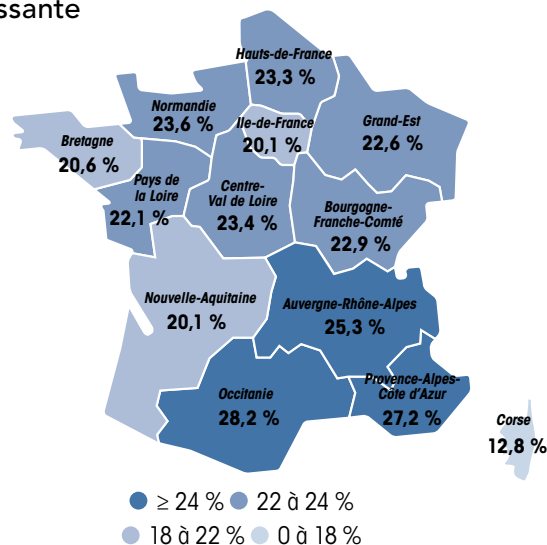 ssante
Hauts-de-France
23,3 %
Normandie
23,6 %
Ile-de-France
20,1 %
Grand-Est
22,6 %
Bretagne
20,6 %
Pays de
la Loire
22,1 %
Centre-
Val de Loire
23,4 %
Bourgogne-
Franche-Comté
22,9 %
Nouvelle-Aquitaine
20,1 %
Auvergne-Rhône-Alpes
25,3 %
Occitanie
28,2 %
Provence-Alpes-
Côte d'Azur
27,2 %
Corse
12,8 %
≥ 24 % 22 à 24 %
18 à 22 % 0 à 18 %